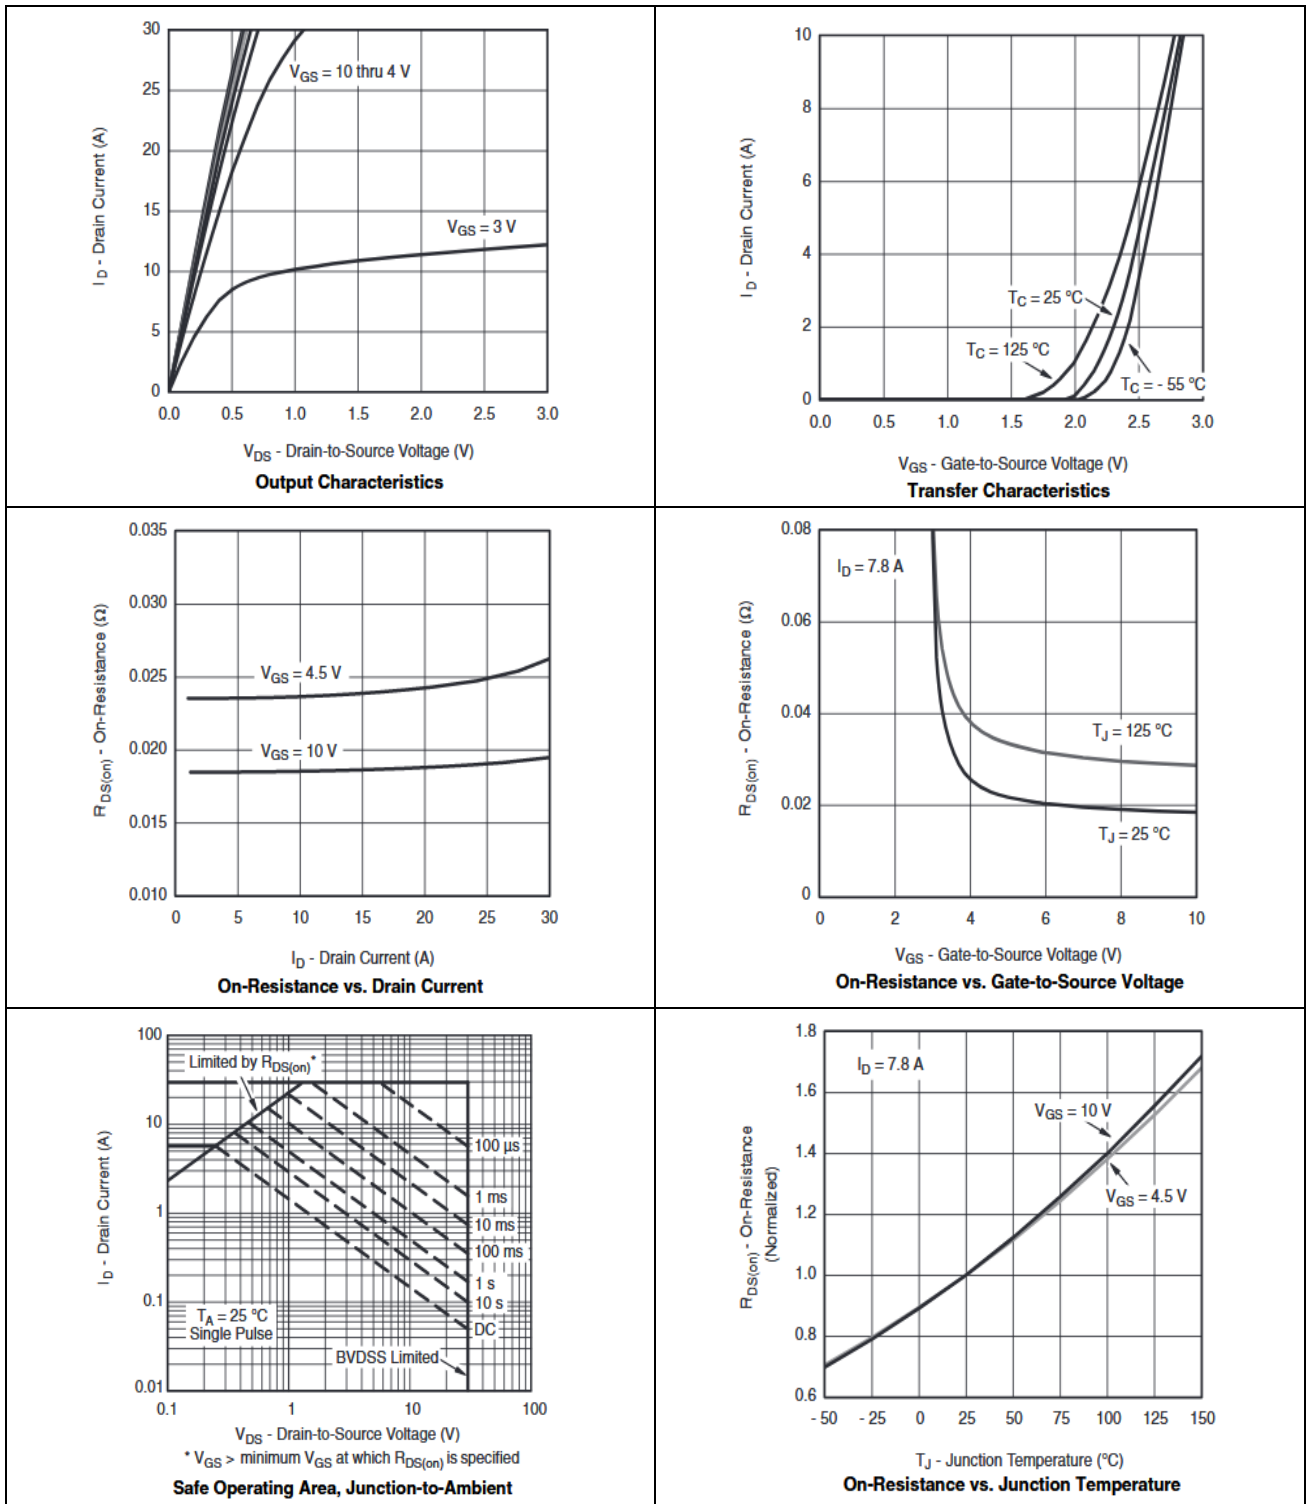 30
25
20
15
10
5
0
I D - Drain Current (A)
VGS = 10 thru 4 V
VGS = 3 V
0.0 0.5 1.0 1.5 2.0 2.5 3.0
VDS - Drain-to-Source Voltage (V)
Output Characteristics
10
8
6
4
2
0
I D - Drain Current (A)
TC = 25 °C
TC = 125 °C
TC = - 55 °C
0.0 0.5 1.0 1.5 2.0 2.5 3.0
VGS - Gate-to-Source Voltage (V)
Transfer Characteristics
0.035
0.030
0.025
0.020
0.015
0.010
RDS(on) - On-Resistance (Ω)
VGS = 4.5 V
VGS = 10 V
0 5 10 15 20 25 30
ID - Drain Current (A)
On-Resistance vs. Drain Current
0.08
0.06
0.04
0.02
0
RDS(on) - On-Resistance (Ω)
ID = 7.8 A
TJ = 125 °C
TJ = 25 °C
0 2 4 6 8 10
VGS - Gate-to-Source Voltage (V)
On-Resistance vs. Gate-to-Source Voltage
100
10
1
0.1
0.01
ID - Drain Current (A)
Limited by RDS(on)*
100 µs
1 ms
10 ms
100 ms
1 s
10 s
DC
TA = 25 °C
Single Pulse
BVDSS Limited
0.1 1 10 100
VDS - Drain-to-Source Voltage (V)
* VGS > minimum VGS at which RDS(on) is specified
Safe Operating Area, Junction-to-Ambient
1.8
1.6
1.4
1.2
1.0
0.8
0.6
RDS(on) - On-Resistance
(Normalized)
ID = 7.8 A
VGS = 10 V
VGS = 4.5 V
- 50 - 25 0 25 50 75 100 125 150
TJ - Junction Temperature (°C)
On-Resistance vs. Junction Temperature